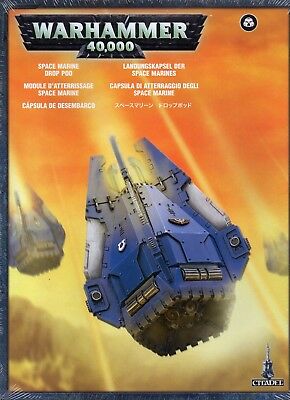 WARHAMMER
40,000
SPACE MARINE
DROP POD
LANDUNGSKAPSEL DER
SPACE MARINES
MODULE D'ATTERRISSAGE
SPACE MARINE
CAPSULA DI ATTERRAGGIO DEGLI
SPACE MARINE
CÁPSULA DE DESEMBARCO
スペースマリーン ドロップポッド
CITADEL